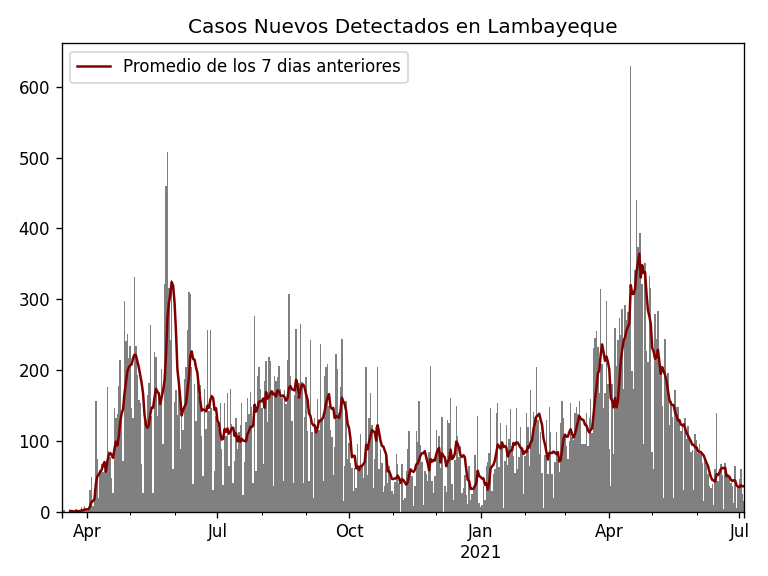 Casos Nuevos Detectados en Lambayeque
Promedio de los 7 dias anteriores
600
500
400
300
200
100
0
Apr
Jul
Oct
Jan
Apr
Jul
2021